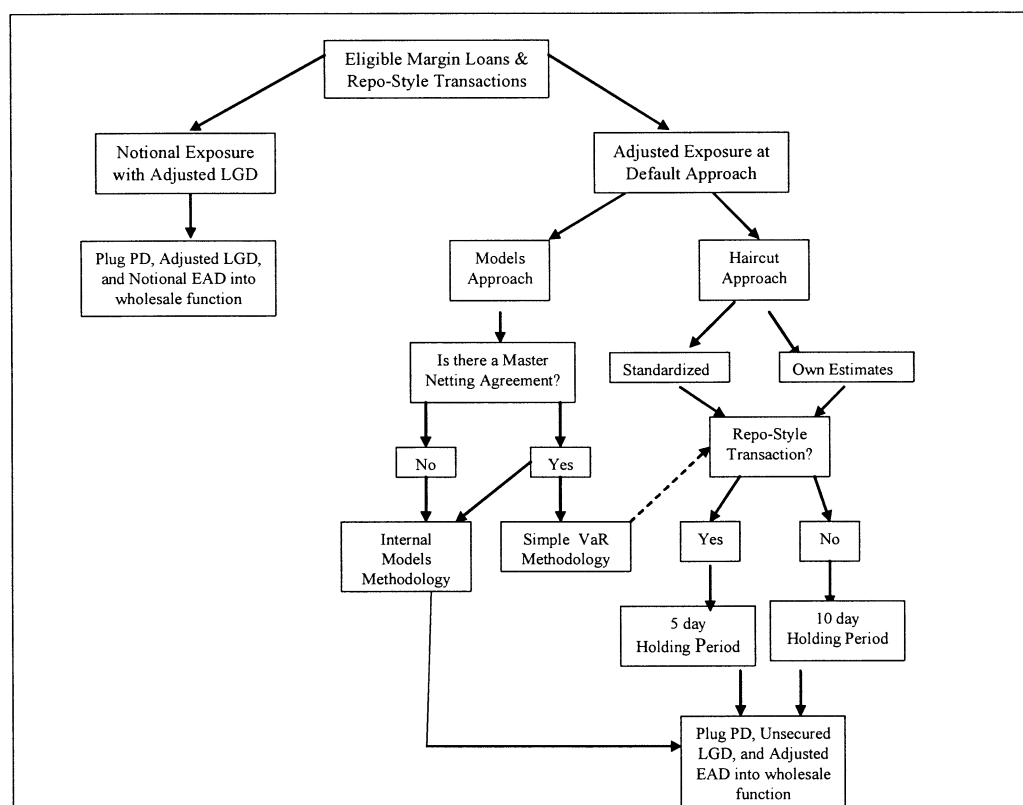 Eligible Margin Loans &
Repo-Style Transactions
Notional Exposure
with Adjusted LGD
Adjusted Exposure at
Default Approach
Plug PD, Adjusted LGD,
and Notional EAD into
wholesale function
Models
Approach
Haircut
Approach
Is there a Master
Netting Agreement?
Standardized
Own Estimates
Repo-Style
Transaction?
No
Yes
Internal
Models
Methodology
Simple VaR
Methodology
Yes
No
5 day
Holding Period
10 day
Holding Period
Plug PD, Unsecured
LGD, and Adjusted
EAD into wholesale
function